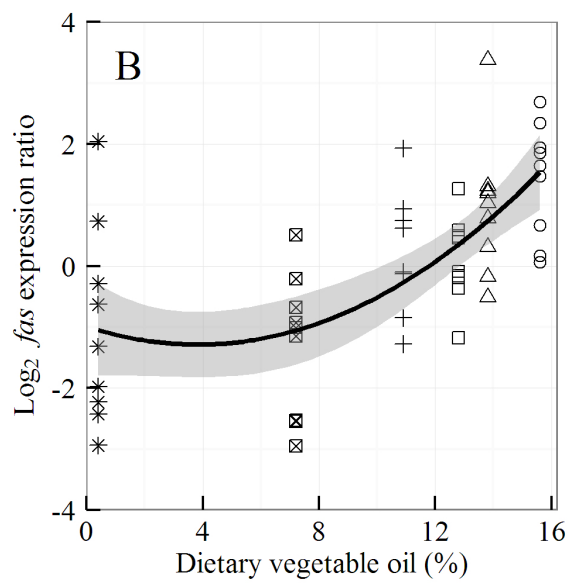 B
4
2
0
-2
-4
Log₂ fas expression ratio
0 4 8 12 16
Dietary vegetable oil (%)